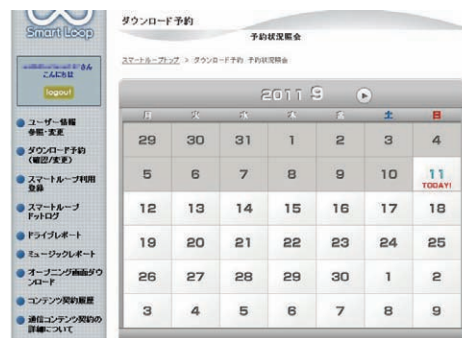 Smart Loop
さん
こんにちは
logout
ユーザー情報
参照・変更
ダウンロード予約
(確認/変更)
スマートループ利用
登録
スマートループ
ドットログ
ドライブレポート
ミュージックレポート
オープニング画面ダウ
ンロード
コンテンツ契約履歴
通信コンテンツ契約の
詳細について
ダウンロード予約
予約状況照会
スマートループトップ > ダウンロード予約 予約状況照会
2011 9
月 火 水 木 金 土 日
29 30 31 1 2 3 4
5 6 7 8 9 10 11
TODAY!
12 13 14 15 16 17 18
19 20 21 22 23 24 25
26 27 28 29 30 1 2
3 4 5 6 7 8 9